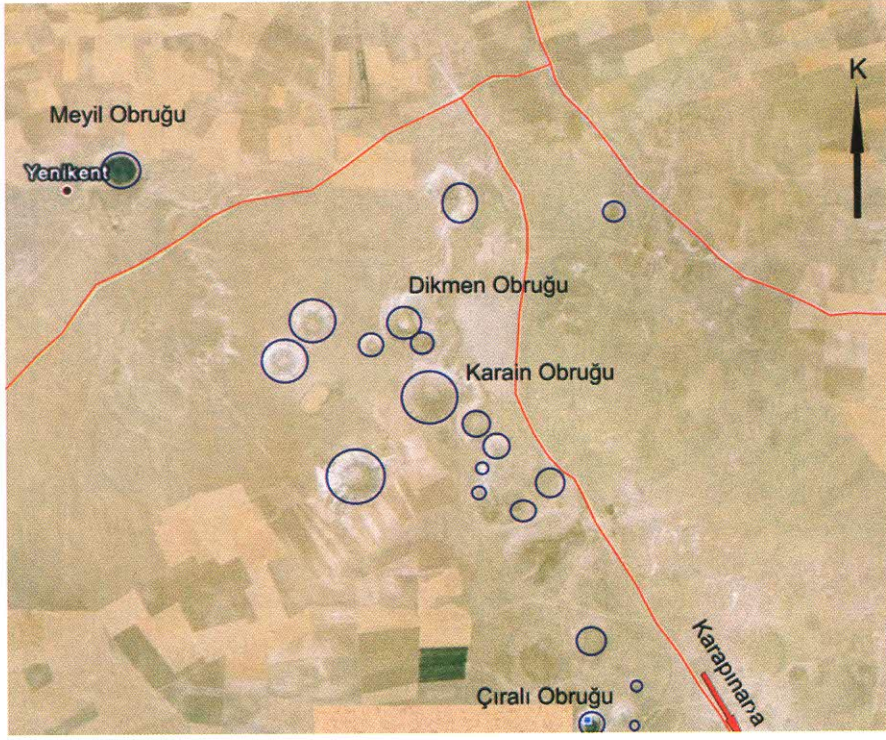 K
Meyil Obruğu
Yenikent
Dikmen Obruğu
Karain Obruğu
Karapınara
Çıralı Obruğu